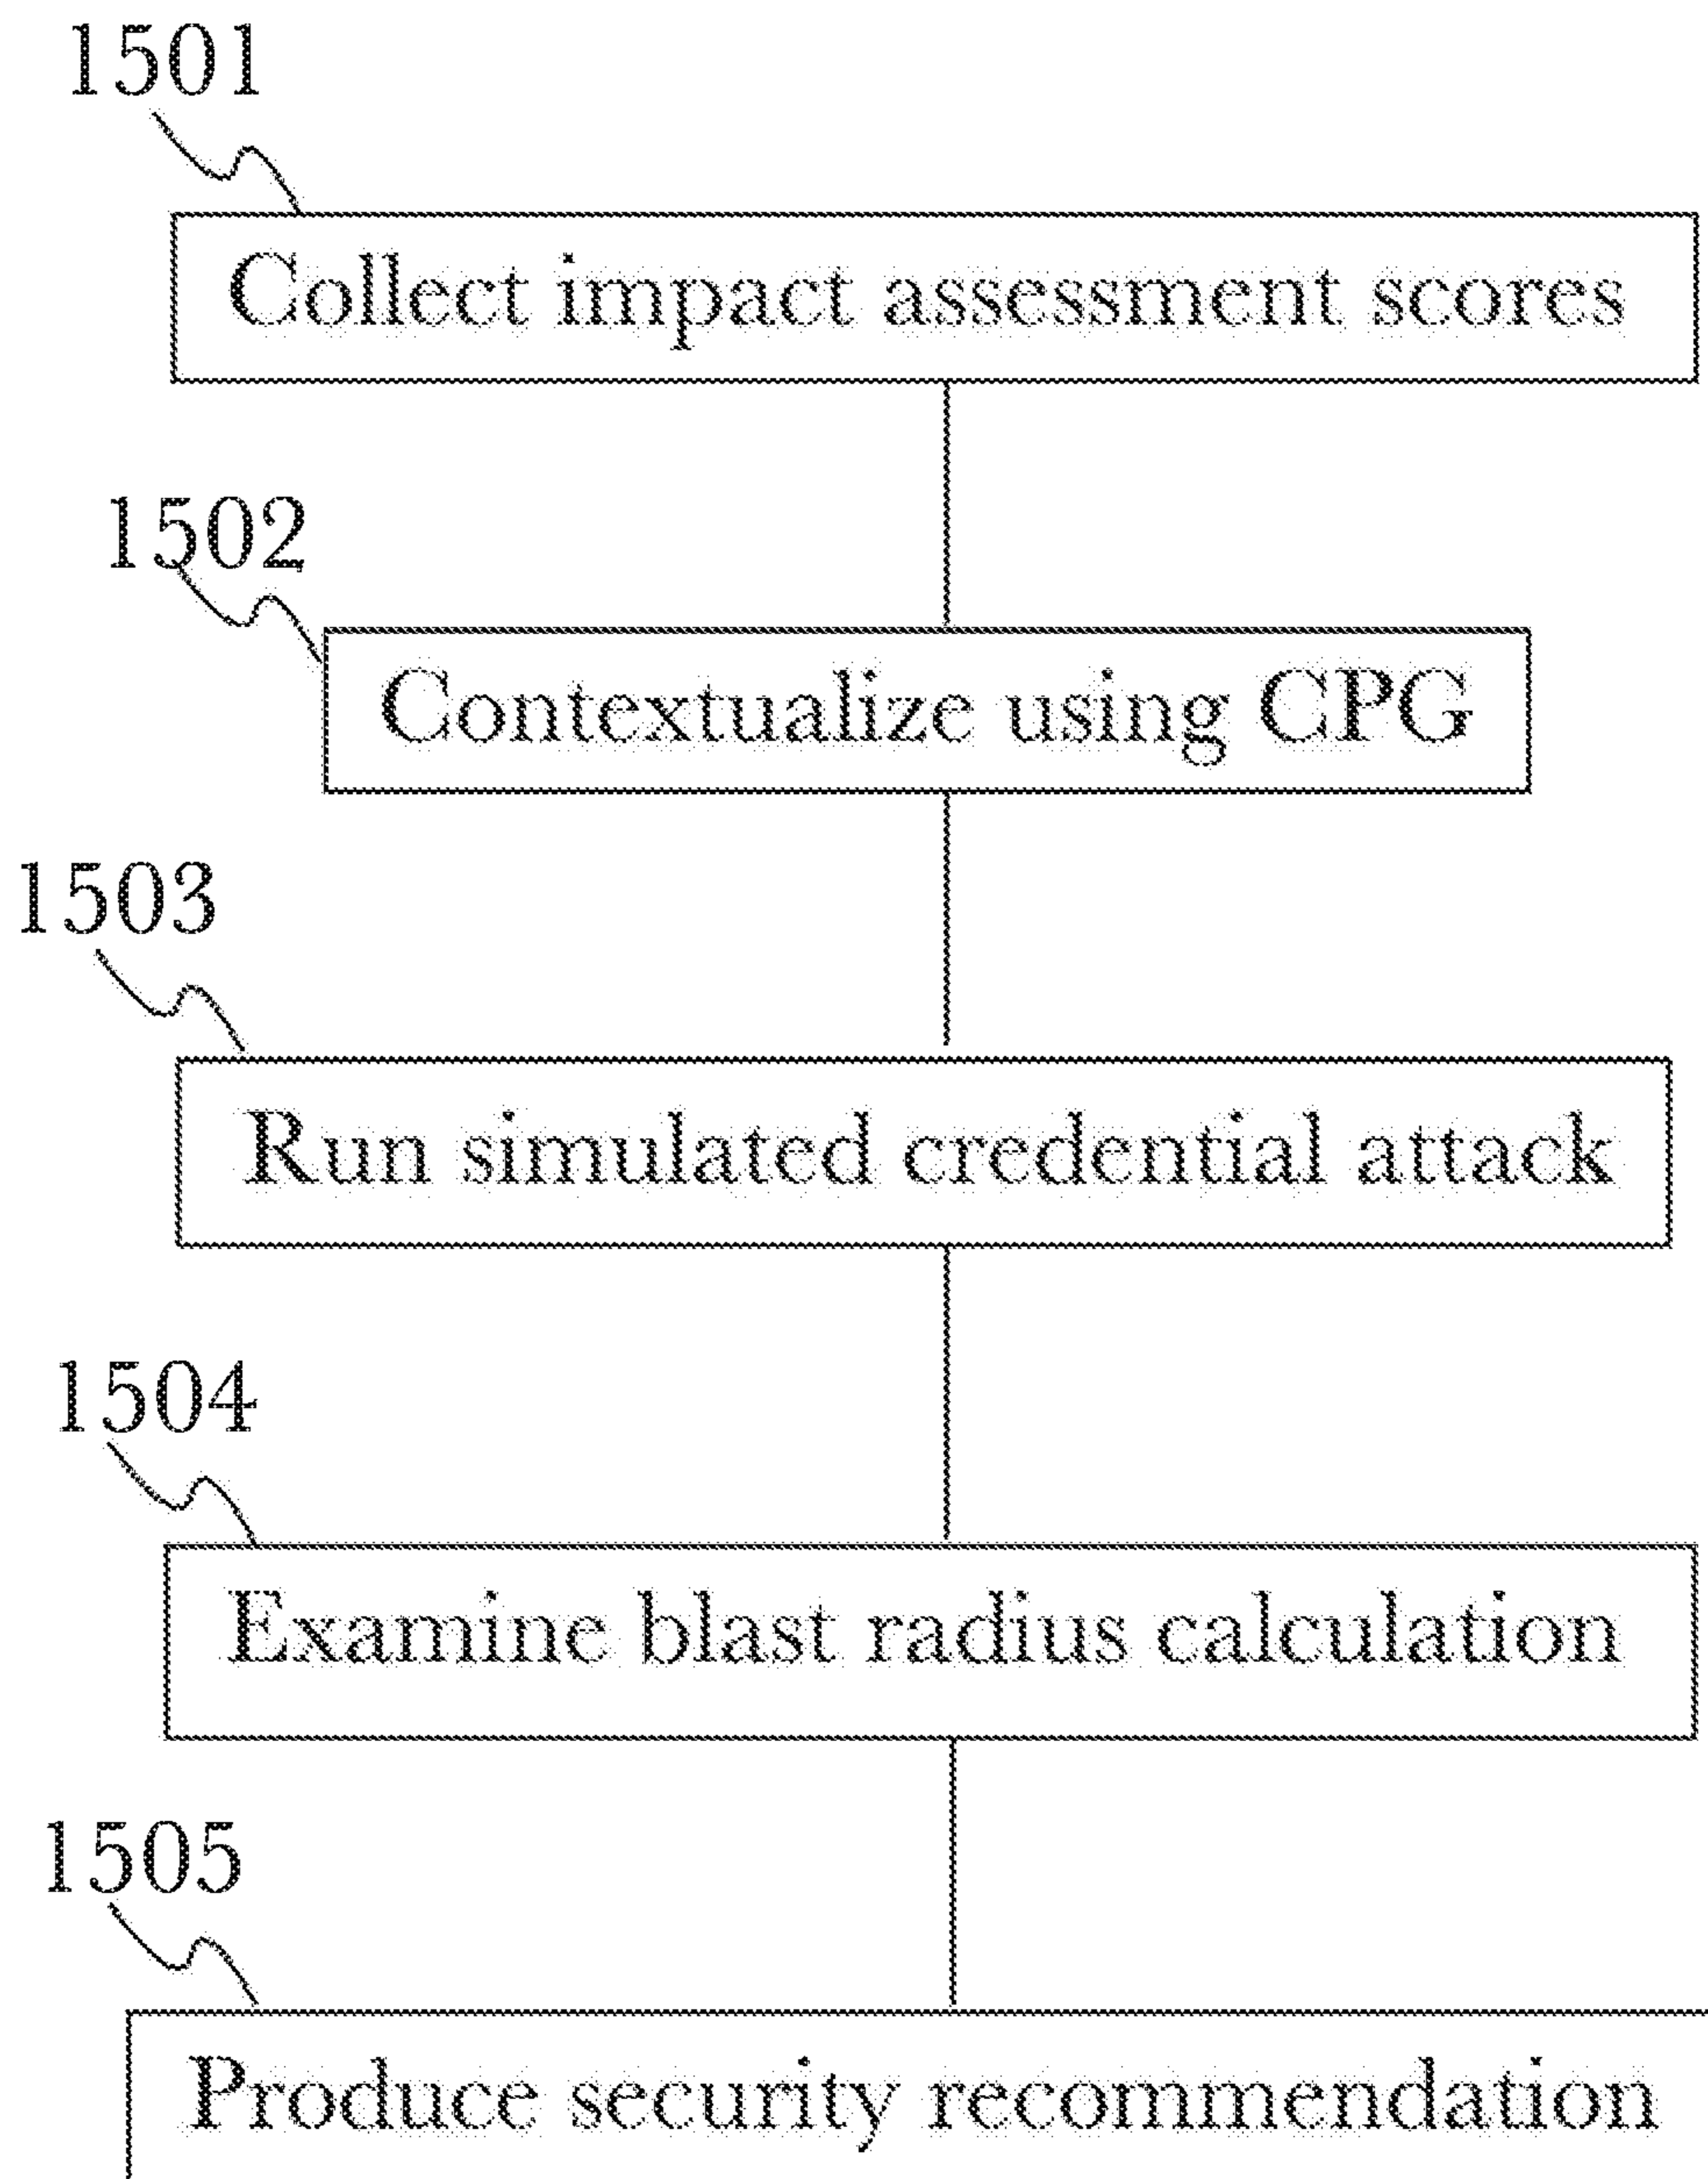 1501
Collect impact assessment scores
1502
Contextualize using CPG
1503
Run simulated credential attack
1504
Examine blast radius calculation
1505
Produce security recommendation